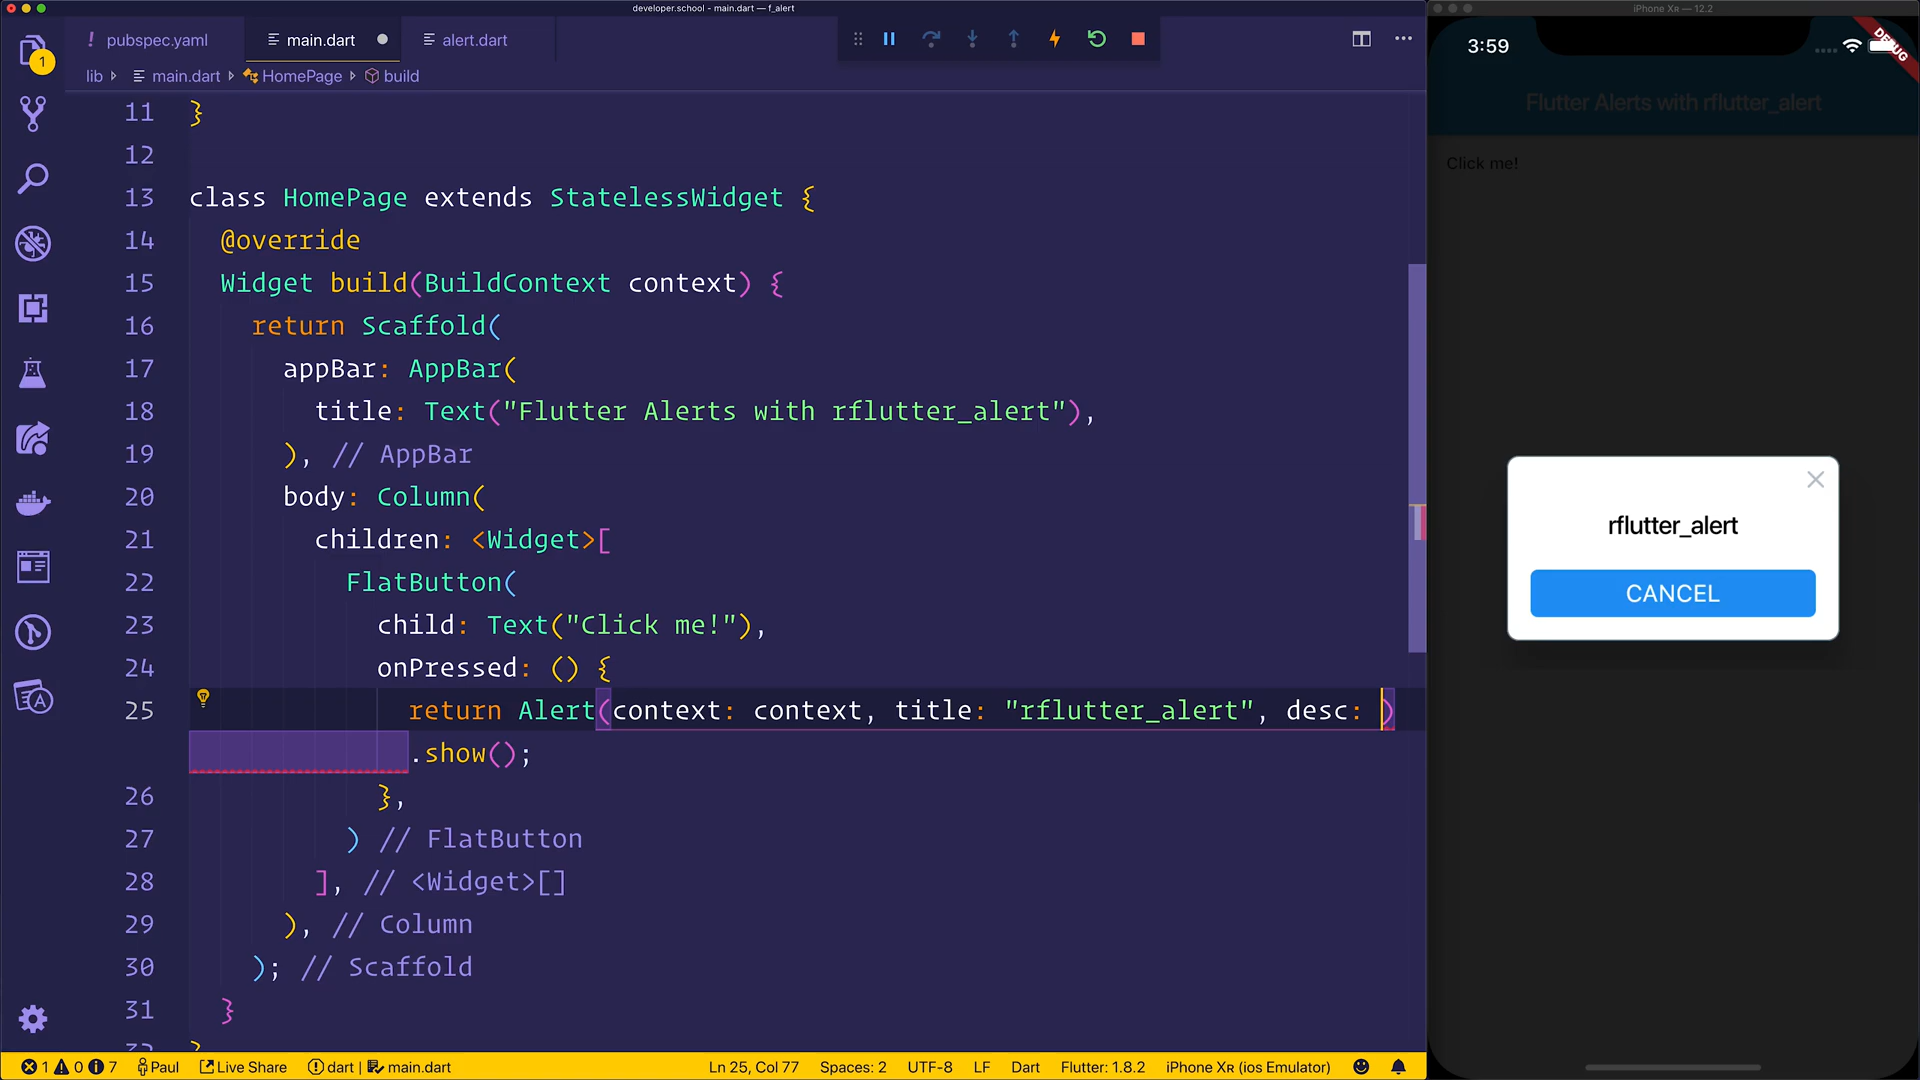 developer.school - main.dart — f_alert
! pubspec.yaml
main.dart
alert.dart
lib
main.dart
HomePage
build
1
11 }
12
13 class HomePage extends StatelessWidget {
14 @override
15 Widget build(BuildContext context) {
16 return Scaffold(
17 appBar: AppBar(
18 title: Text("Flutter Alerts with rflutter_alert"),
19 ), // AppBar
20 body: Column(
21 children: <Widget>[
22 FlatButton(
23 child: Text("Click me!"),
24 onPressed: () {
25 return Alert(context: context, title: "rflutter_alert", desc: )
.show();
26 },
27 ) // FlatButton
28 ], // <Widget>[]
29 ), // Column
30 ); // Scaffold
31 }
32 }
1 0 7 Paul Live Share dart | main.dart
Ln 25, Col 77 Spaces: 2 UTF-8 LF Dart Flutter: 1.8.2 iPhone XR (ios Emulator)
iPhone XR — 12.2
3:59
DEBUG
Flutter Alerts with rflutter_alert
Click me!
rflutter_alert
CANCEL